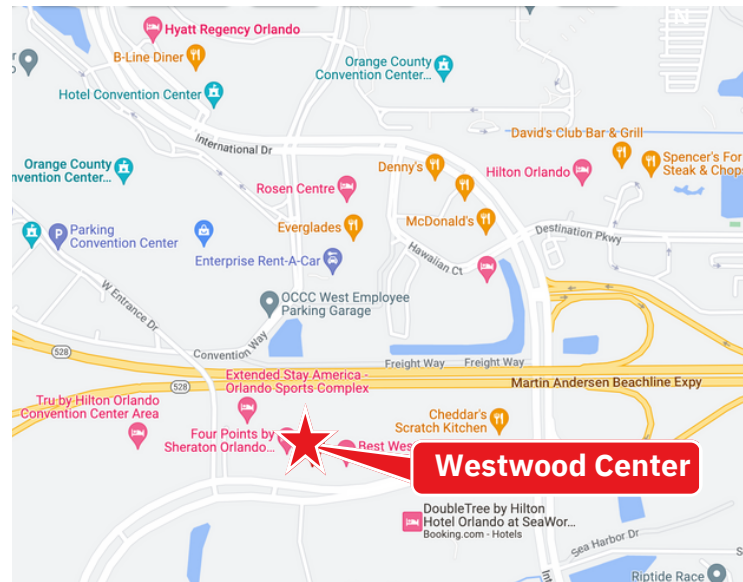 Hyatt Regency Orlando
B-Line Diner
Orange County
Convention Center...
Hotel Convention Center
International Dr
David's Club Bar & Grill
Orange County
nvention Center...
Denny's
Spencer's For
Steak & Chops
Rosen Centre
Hilton Orlando
Everglades
McDonald's
P
Parking
Convention Center
Destination Pkwy
Enterprise Rent-A-Car
Hawaiian Ct
W Entrance Dr
OCCC West Employee
Parking Garage
528
Convention Way
Freight Way
Freight Way
528
Extended Stay America -
Orlando Sports Complex
Martin Andersen Beachline Expy
Tru by Hilton Orlando
Convention Center Area
Cheddar's
Scratch Kitchen
Four Points by
Sheraton Orlando...
Best Wes
Westwood Center
DoubleTree by Hilton
Hotel Orlando at SeaWor...
Booking.com - Hotels
Sea Harbor Dr
Int
Riptide Race